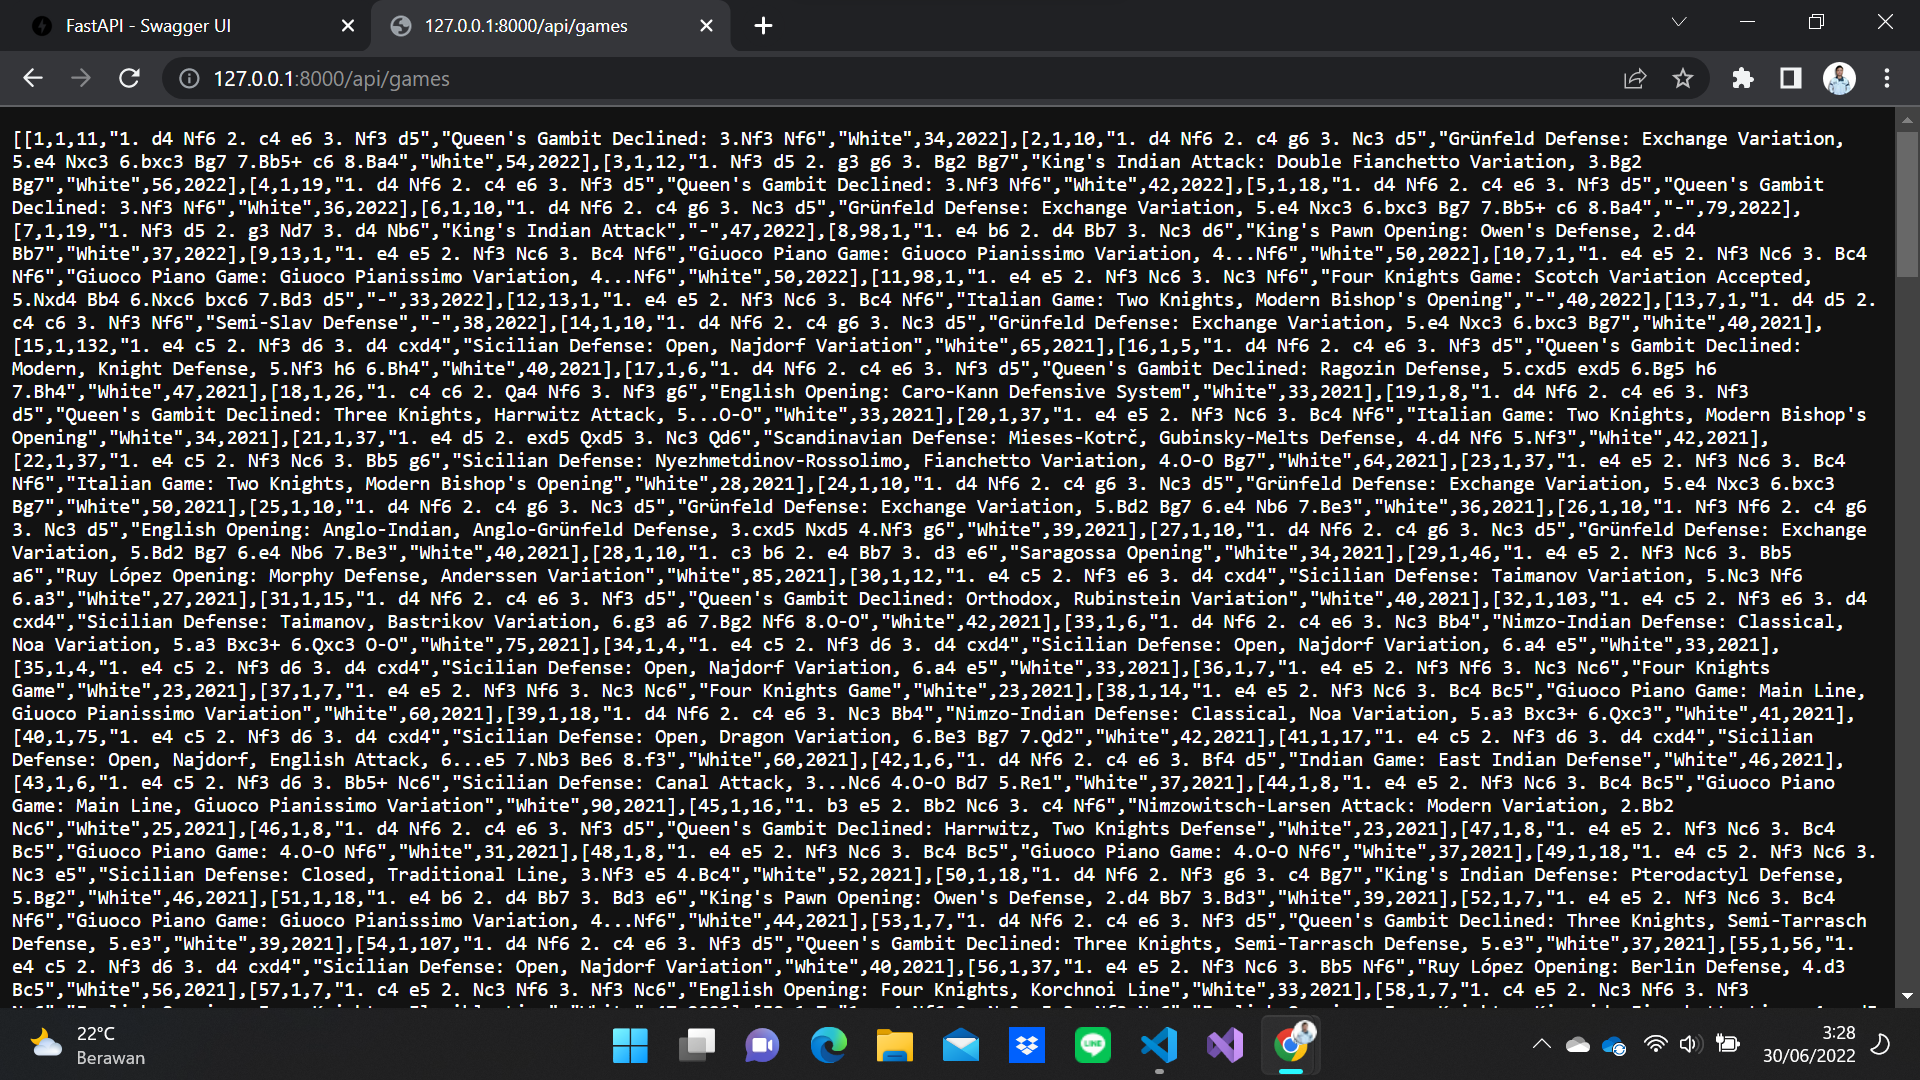 FastAPI - Swagger UI
127.0.0.1:8000/api/games
127.0.0.1:8000/api/games
[[1,1,11,"1. d4 Nf6 2. c4 e6 3. Nf3 d5","Queen's Gambit Declined: 3.Nf3 Nf6","White",34,2022],[2,1,10,"1. d4 Nf6 2. c4 g6 3. Nc3 d5","Grünfeld Defense: Exchange Variation,
5.e4 Nxc3 6.bxc3 Bg7 7.Bb5+ c6 8.Ba4","White",54,2022],[3,1,12,"1. Nf3 d5 2. g3 g6 3. Bg2 Bg7","King's Indian Attack: Double Fianchetto Variation, 3.Bg2
Bg7","White",56,2022],[4,1,19,"1. d4 Nf6 2. c4 e6 3. Nf3 d5","Queen's Gambit Declined: 3.Nf3 Nf6","White",42,2022],[5,1,18,"1. d4 Nf6 2. c4 e6 3. Nf3 d5","Queen's Gambit
Declined: 3.Nf3 Nf6","White",36,2022],[6,1,10,"1. d4 Nf6 2. c4 g6 3. Nc3 d5","Grünfeld Defense: Exchange Variation, 5.e4 Nxc3 6.bxc3 Bg7 7.Bb5+ c6 8.Ba4","-",79,2022],
[7,1,19,"1. Nf3 d5 2. g3 Nd7 3. d4 Nb6","King's Indian Attack","-",47,2022],[8,98,1,"1. e4 b6 2. d4 Bb7 3. Nc3 d6","King's Pawn Opening: Owen's Defense, 2.d4
Bb7","White",37,2022],[9,13,1,"1. e4 e5 2. Nf3 Nc6 3. Bc4 Nf6","Giuoco Piano Game: Giuoco Pianissimo Variation, 4...Nf6","White",50,2022],[10,7,1,"1. e4 e5 2. Nf3 Nc6 3. Bc4
Nf6","Giuoco Piano Game: Giuoco Pianissimo Variation, 4...Nf6","White",50,2022],[11,98,1,"1. e4 e5 2. Nf3 Nc6 3. Nc3 Nf6","Four Knights Game: Scotch Variation Accepted,
5.Nxd4 Bb4 6.Nxc6 bxc6 7.Bd3 d5","-",33,2022],[12,13,1,"1. e4 e5 2. Nf3 Nc6 3. Bc4 Nf6","Italian Game: Two Knights, Modern Bishop's Opening","-",40,2022],[13,7,1,"1. d4 d5 2.
c4 c6 3. Nf3 Nf6","Semi-Slav Defense","-",38,2022],[14,1,10,"1. d4 Nf6 2. c4 g6 3. Nc3 d5","Grünfeld Defense: Exchange Variation, 5.e4 Nxc3 6.bxc3 Bg7","White",40,2021],
[15,1,132,"1. e4 c5 2. Nf3 d6 3. d4 cxd4","Sicilian Defense: Open, Najdorf Variation","White",65,2021],[16,1,5,"1. d4 Nf6 2. c4 e6 3. Nf3 d5","Queen's Gambit Declined:
Modern, Knight Defense, 5.Nf3 h6 6.Bh4","White",40,2021],[17,1,6,"1. d4 Nf6 2. c4 e6 3. Nf3 d5","Queen's Gambit Declined: Ragozin Defense, 5.cxd5 exd5 6.Bg5 h6
7.Bh4","White",47,2021],[18,1,26,"1. c4 c6 2. Qa4 Nf6 3. Nf3 g6","English Opening: Caro-Kann Defensive System","White",33,2021],[19,1,8,"1. d4 Nf6 2. c4 e6 3. Nf3
d5","Queen's Gambit Declined: Three Knights, Harrwitz Attack, 5...O-O","White",33,2021],[20,1,37,"1. e4 e5 2. Nf3 Nc6 3. Bc4 Nf6","Italian Game: Two Knights, Modern Bishop's
Opening","White",34,2021],[21,1,37,"1. e4 d5 2. exd5 Qxd5 3. Nc3 Qd6","Scandinavian Defense: Mieses-Kotrč, Gubinsky-Melts Defense, 4.d4 Nf6 5.Nf3","White",42,2021],
[22,1,37,"1. e4 c5 2. Nf3 Nc6 3. Bb5 g6","Sicilian Defense: Nyezhmetdinov-Rossolimo, Fianchetto Variation, 4.O-O Bg7","White",64,2021],[23,1,37,"1. e4 e5 2. Nf3 Nc6 3. Bc4
Nf6","Italian Game: Two Knights, Modern Bishop's Opening","White",28,2021],[24,1,10,"1. d4 Nf6 2. c4 g6 3. Nc3 d5","Grünfeld Defense: Exchange Variation, 5.e4 Nxc3 6.bxc3
Bg7","White",50,2021],[25,1,10,"1. d4 Nf6 2. c4 g6 3. Nc3 d5","Grünfeld Defense: Exchange Variation, 5.Bd2 Bg7 6.e4 Nb6 7.Be3","White",36,2021],[26,1,10,"1. Nf3 Nf6 2. c4 g6
3. Nc3 d5","English Opening: Anglo-Indian, Anglo-Grünfeld Defense, 3.cxd5 Nxd5 4.Nf3 g6","White",39,2021],[27,1,10,"1. d4 Nf6 2. c4 g6 3. Nc3 d5","Grünfeld Defense: Exchange
Variation, 5.Bd2 Bg7 6.e4 Nb6 7.Be3","White",40,2021],[28,1,10,"1. c3 b6 2. e4 Bb7 3. d3 e6","Saragossa Opening","White",34,2021],[29,1,46,"1. e4 e5 2. Nf3 Nc6 3. Bb5
a6","Ruy López Opening: Morphy Defense, Anderssen Variation","White",85,2021],[30,1,12,"1. e4 c5 2. Nf3 e6 3. d4 cxd4","Sicilian Defense: Taimanov Variation, 5.Nc3 Nf6
6.a3","White",27,2021],[31,1,15,"1. d4 Nf6 2. c4 e6 3. Nf3 d5","Queen's Gambit Declined: Orthodox, Rubinstein Variation","White",40,2021],[32,1,103,"1. e4 c5 2. Nf3 e6 3. d4
cxd4","Sicilian Defense: Taimanov, Bastrikov Variation, 6.g3 a6 7.Bg2 Nf6 8.O-O","White",42,2021],[33,1,6,"1. d4 Nf6 2. c4 e6 3. Nc3 Bb4","Nimzo-Indian Defense: Classical,
Noa Variation, 5.a3 Bxc3+ 6.Qxc3 O-O","White",75,2021],[34,1,4,"1. e4 c5 2. Nf3 d6 3. d4 cxd4","Sicilian Defense: Open, Najdorf Variation, 6.a4 e5","White",33,2021],
[35,1,4,"1. e4 c5 2. Nf3 d6 3. d4 cxd4","Sicilian Defense: Open, Najdorf Variation, 6.a4 e5","White",33,2021],[36,1,7,"1. e4 e5 2. Nf3 Nf6 3. Nc3 Nc6","Four Knights
Game","White",23,2021],[37,1,7,"1. e4 e5 2. Nf3 Nf6 3. Nc3 Nc6","Four Knights Game","White",23,2021],[38,1,14,"1. e4 e5 2. Nf3 Nc6 3. Bc4 Bc5","Giuoco Piano Game: Main Line,
Giuoco Pianissimo Variation","White",60,2021],[39,1,18,"1. d4 Nf6 2. c4 e6 3. Nc3 Bb4","Nimzo-Indian Defense: Classical, Noa Variation, 5.a3 Bxc3+ 6.Qxc3","White",41,2021],
[40,1,75,"1. e4 c5 2. Nf3 d6 3. d4 cxd4","Sicilian Defense: Open, Dragon Variation, 6.Be3 Bg7 7.Qd2","White",42,2021],[41,1,17,"1. e4 c5 2. Nf3 d6 3. d4 cxd4","Sicilian
Defense: Open, Najdorf, English Attack, 6...e5 7.Nb3 Be6 8.f3","White",60,2021],[42,1,6,"1. d4 Nf6 2. c4 e6 3. Bf4 d5","Indian Game: East Indian Defense","White",46,2021],
[43,1,6,"1. e4 c5 2. Nf3 d6 3. Bb5+ Nc6","Sicilian Defense: Canal Attack, 3...Nc6 4.O-O Bd7 5.Re1","White",37,2021],[44,1,8,"1. e4 e5 2. Nf3 Nc6 3. Bc4 Bc5","Giuoco Piano
Game: Main Line, Giuoco Pianissimo Variation","White",90,2021],[45,1,16,"1. b3 e5 2. Bb2 Nc6 3. c4 Nf6","Nimzowitsch-Larsen Attack: Modern Variation, 2.Bb2
Nc6","White",25,2021],[46,1,8,"1. d4 Nf6 2. c4 e6 3. Nf3 d5","Queen's Gambit Declined: Harrwitz, Two Knights Defense","White",23,2021],[47,1,8,"1. e4 e5 2. Nf3 Nc6 3. Bc4
Bc5","Giuoco Piano Game: 4.O-O Nf6","White",31,2021],[48,1,8,"1. e4 e5 2. Nf3 Nc6 3. Bc4 Bc5","Giuoco Piano Game: 4.O-O Nf6","White",37,2021],[49,1,18,"1. e4 c5 2. Nf3 Nc6 3.
Nc3 e5","Sicilian Defense: Closed, Traditional Line, 3.Nf3 e5 4.Bc4","White",52,2021],[50,1,18,"1. d4 Nf6 2. Nf3 g6 3. c4 Bg7","King's Indian Defense: Pterodactyl Defense,
5.Bg2","White",46,2021],[51,1,18,"1. e4 b6 2. d4 Bb7 3. Bd3 e6","King's Pawn Opening: Owen's Defense, 2.d4 Bb7 3.Bd3","White",39,2021],[52,1,7,"1. e4 e5 2. Nf3 Nc6 3. Bc4
Nf6","Giuoco Piano Game: Giuoco Pianissimo Variation, 4...Nf6","White",44,2021],[53,1,7,"1. d4 Nf6 2. c4 e6 3. Nf3 d5","Queen's Gambit Declined: Three Knights, Semi-Tarrasch
Defense, 5.e3","White",39,2021],[54,1,107,"1. d4 Nf6 2. c4 e6 3. Nf3 d5","Queen's Gambit Declined: Three Knights, Semi-Tarrasch Defense, 5.e3","White",37,2021],[55,1,56,"1.
e4 c5 2. Nf3 d6 3. d4 cxd4","Sicilian Defense: Open, Najdorf Variation","White",40,2021],[56,1,37,"1. e4 e5 2. Nf3 Nc6 3. Bb5 Nf6","Ruy López Opening: Berlin Defense, 4.d3
Bc5","White",56,2021],[57,1,7,"1. c4 e5 2. Nc3 Nf6 3. Nf3 Nc6","English Opening: Four Knights, Korchnoi Line","White",33,2021],[58,1,7,"1. c4 e5 2. Nc3 Nf6 3. Nf3
22°C
Berawan
LINE
3:28
30/06/2022